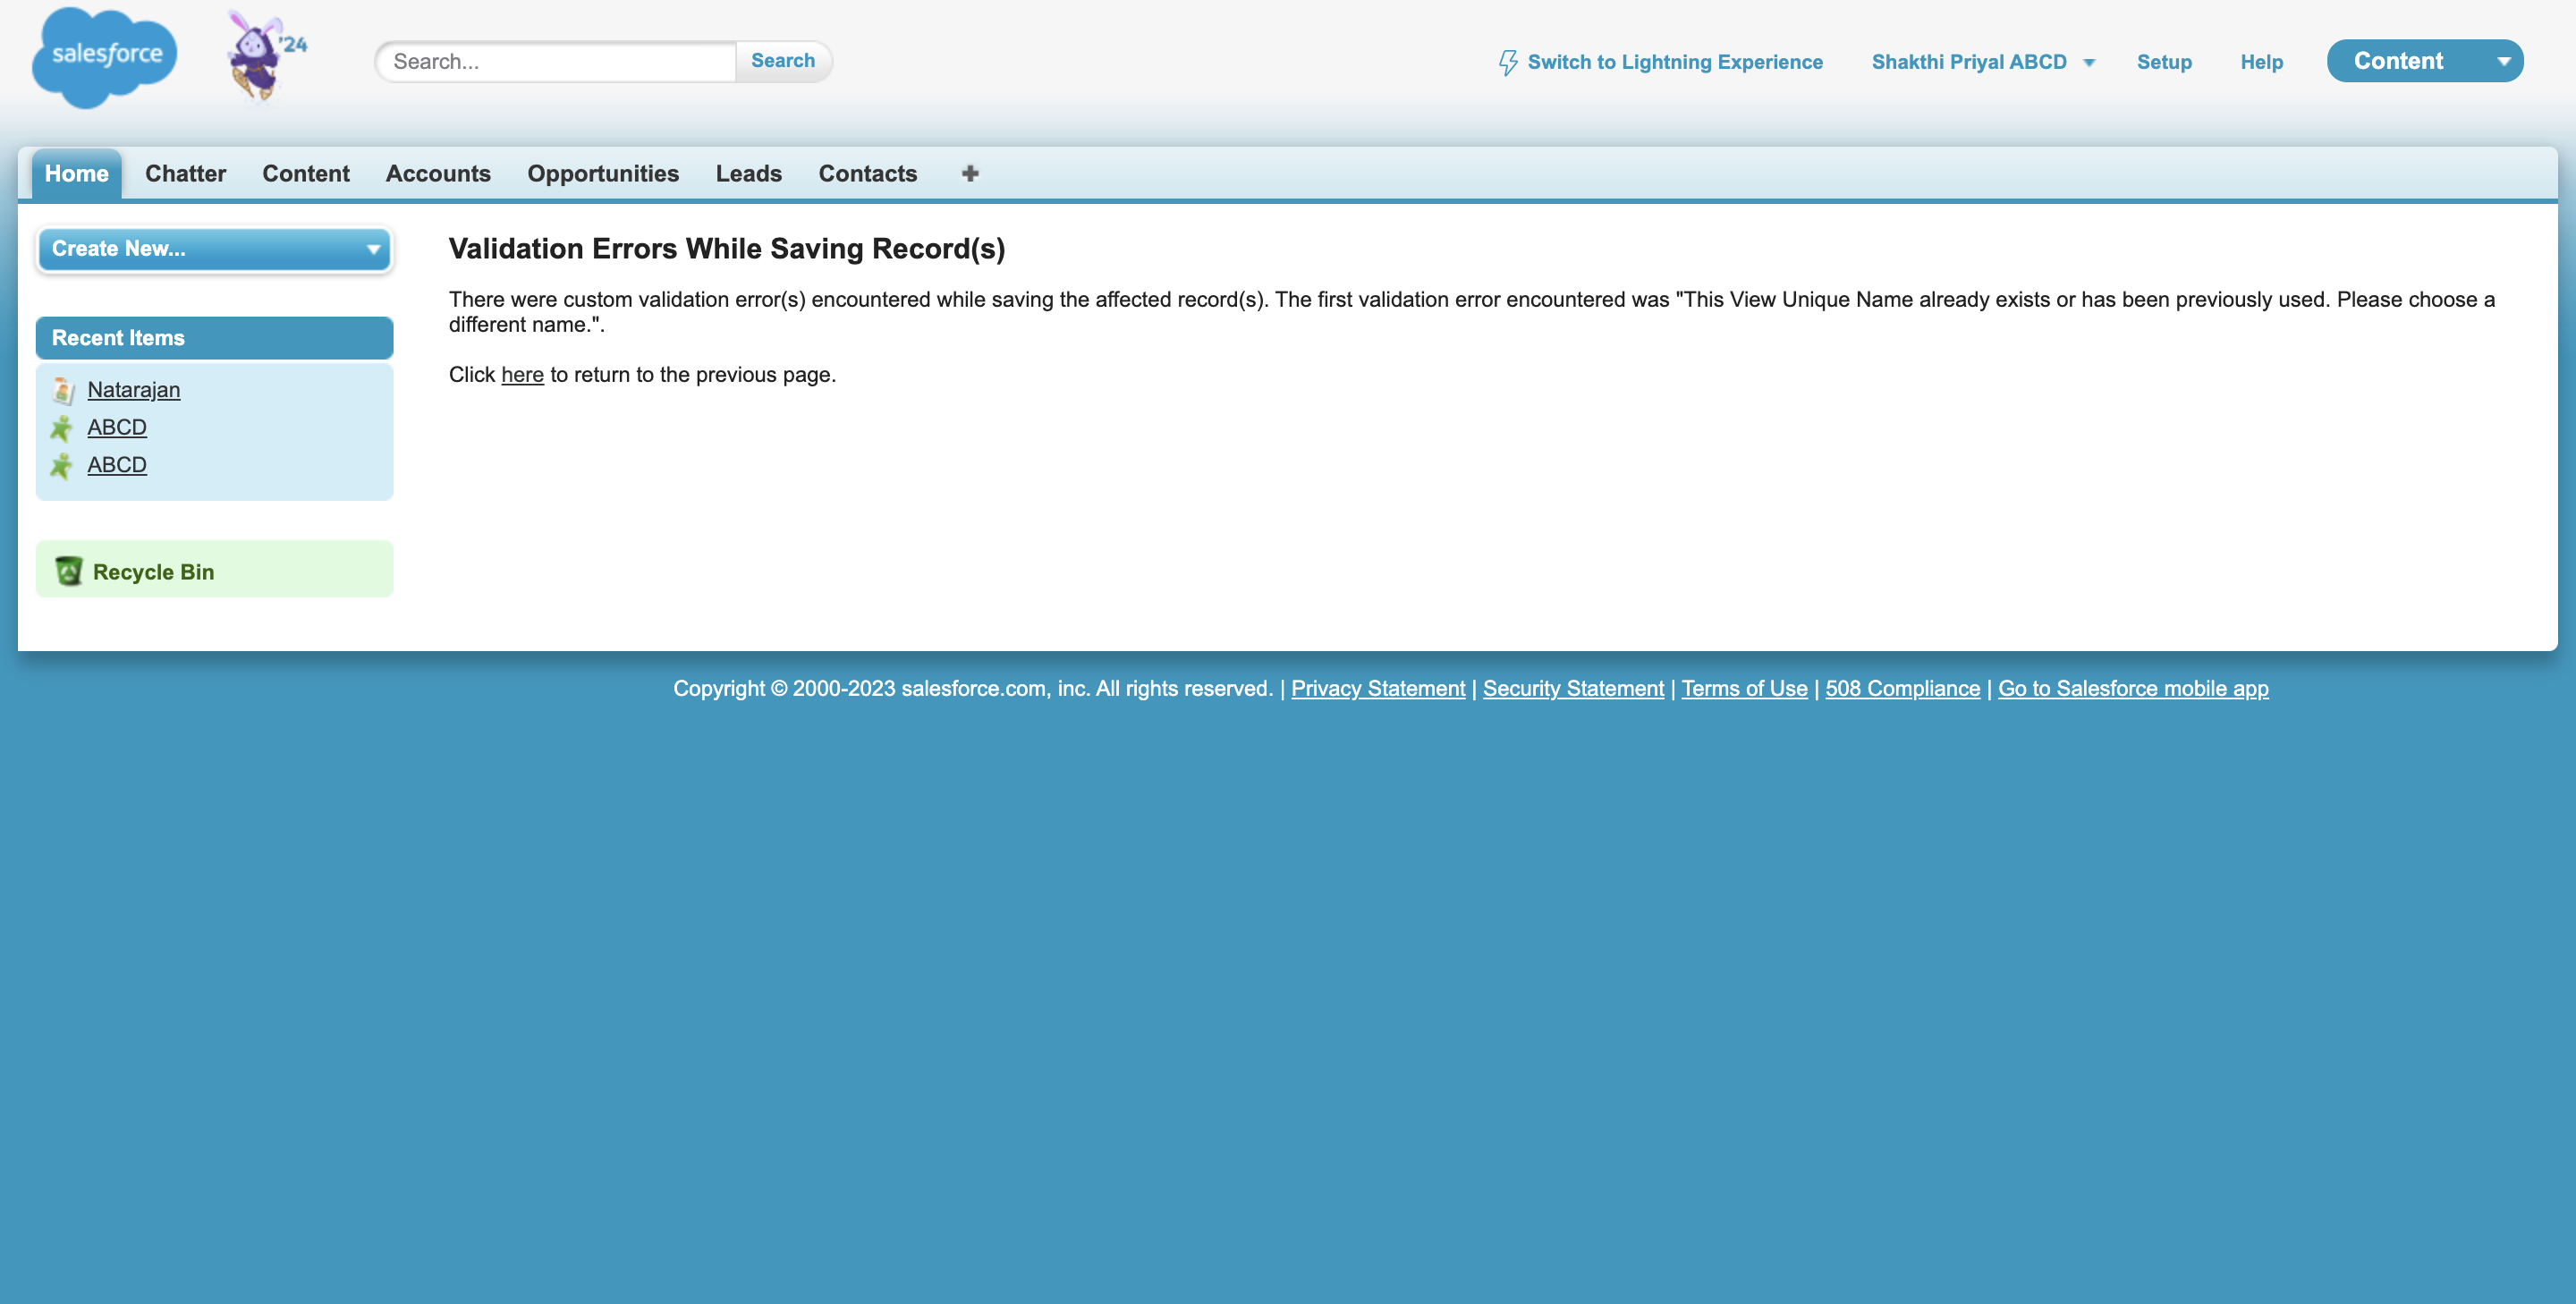 salesforce
'24
Search...
Search
Switch to Lightning Experience
Shakthi Priyal ABCD
Setup
Help
Content
Home
Chatter
Content
Accounts
Opportunities
Leads
Contacts
Create New...
Recent Items
Natarajan
ABCD
ABCD
Recycle Bin
Validation Errors While Saving Record(s)
There were custom validation error(s) encountered while saving the affected record(s). The first validation error encountered was "This View Unique Name already exists or has been previously used. Please choose a
different name.".
Click here to return to the previous page.
Copyright © 2000-2023 salesforce.com, inc. All rights reserved. | Privacy Statement | Security Statement | Terms of Use | 508 Compliance | Go to Salesforce mobile app